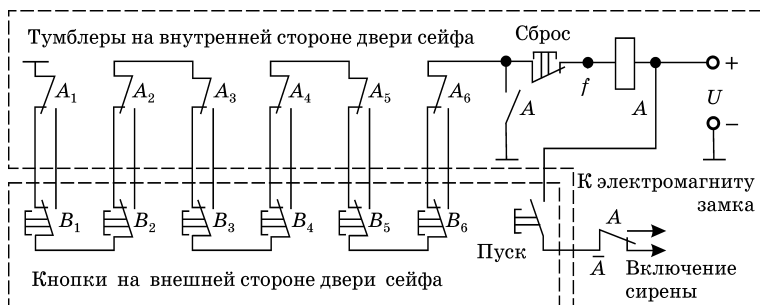 Тумблеры на внутренней стороне двери сейфа
Сброс
A₁ A₂ A₃ A₄ A₅ A₆ A f A U + −
B₁ B₂ B₃ B₄ B₅ B₆
К электромагниту
замка
Пуск
A
A̅
Включение
сирены
Кнопки на внешней стороне двери сейфа